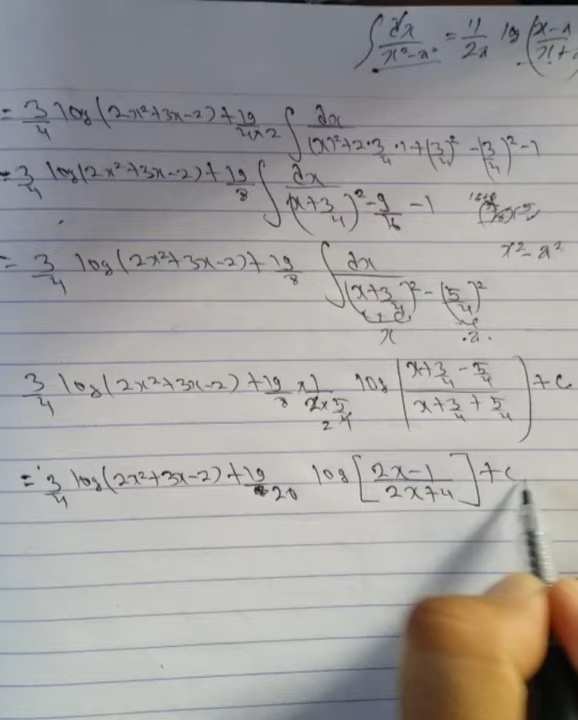 ∫ dx/(x²-a²) = 1/2a log (x-a/x+
= 3/4 log(2x²+3x-2) + 19/4×2 ∫ dx/((x)²+2·3/4·x+(3/4)²-(3/4)²-1)
= 3/4 log(2x²+3x-2) + 19/8 ∫ dx/((x+3/4)²-9/16-1)
x²-a²
= 3/4 log(2x²+3x-2) + 19/8 ∫ dx/((x+3/4)²-(5/4)²)
x a
3/4 log(2x²+3x-2) + 19/8 × 1/(2×5/4) log ((x+3/4-5/4)/(x+3/4+5/4)) + c
= 3/4 log(2x²+3x-2) + 19/20 log [(2x-1)/(2x+4)] + c